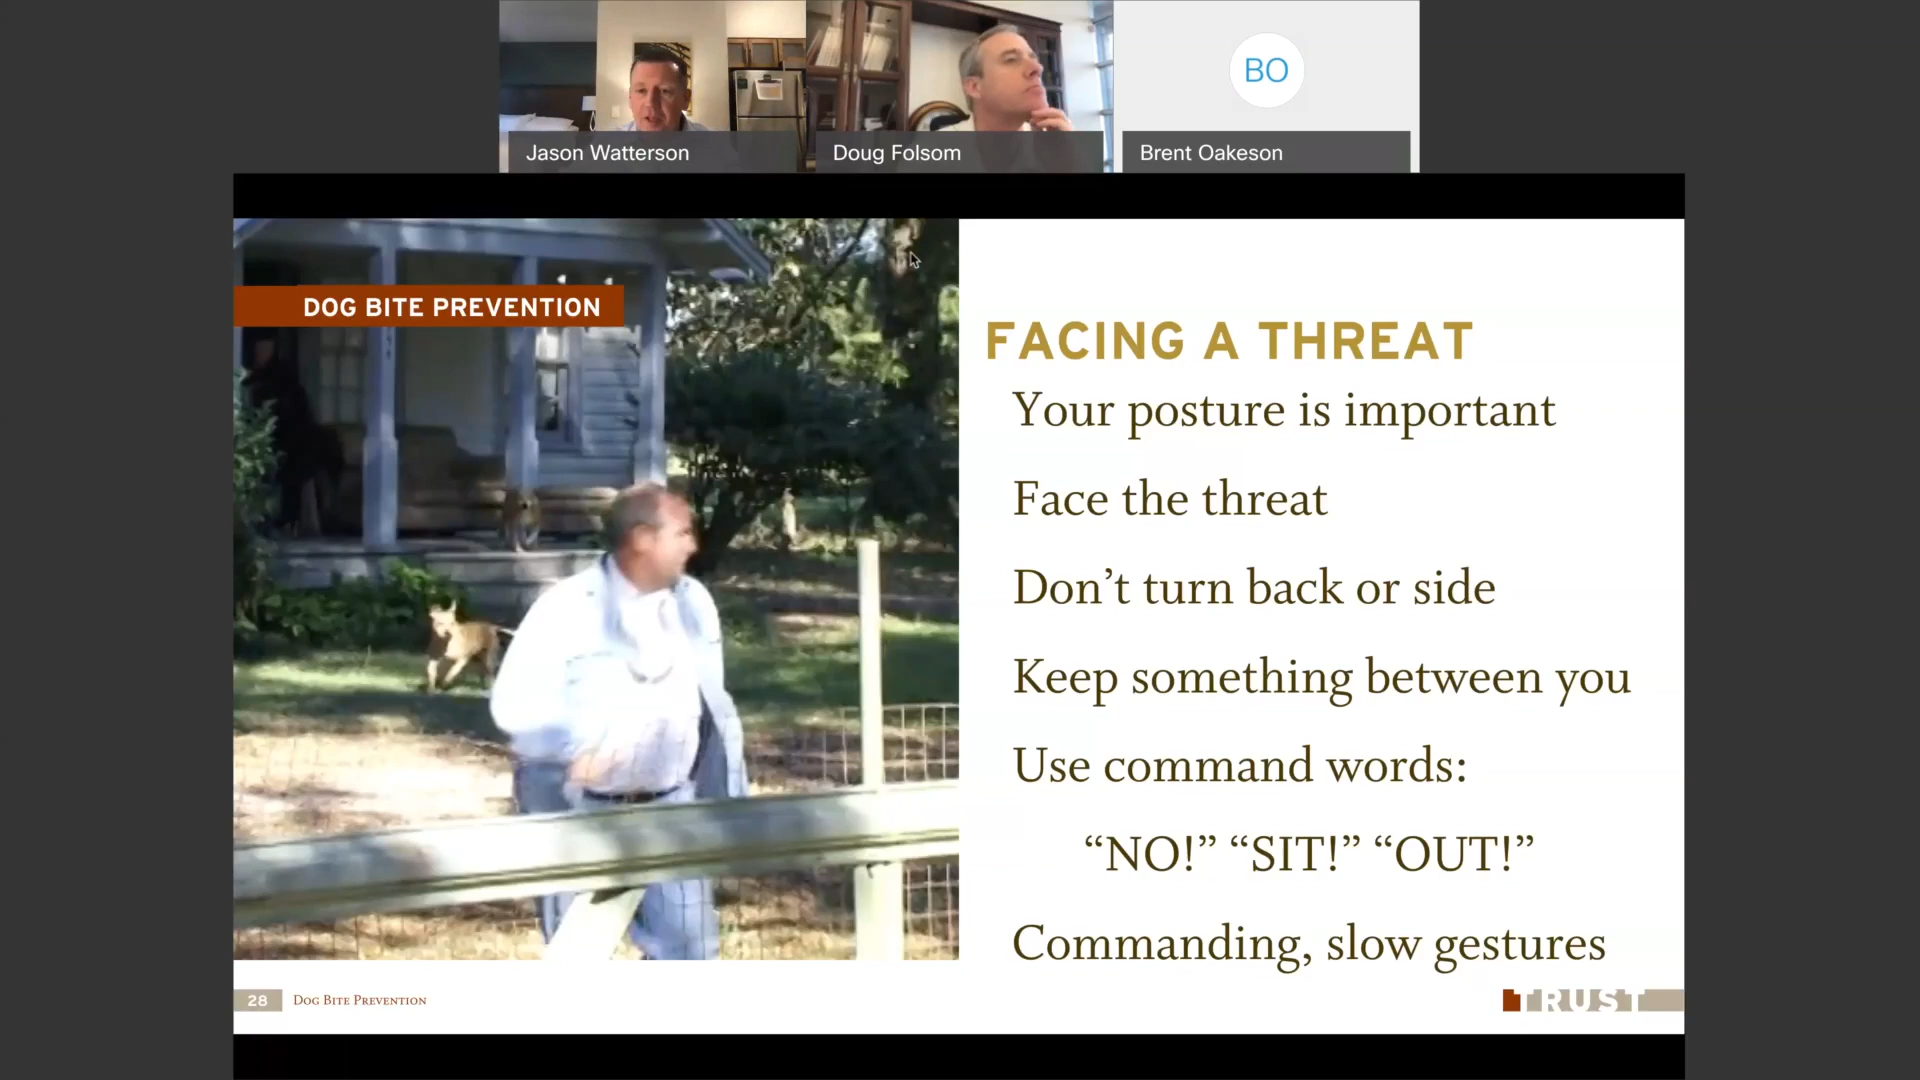 BO
Jason Watterson
Doug Folsom
Brent Oakeson
DOG BITE PREVENTION
FACING A THREAT
Your posture is important
Face the threat
Don’t turn back or side
Keep something between you
Use command words:
“NO!” “SIT!” “OUT!”
Commanding, slow gestures
28 Dog Bite Prevention
TRUST